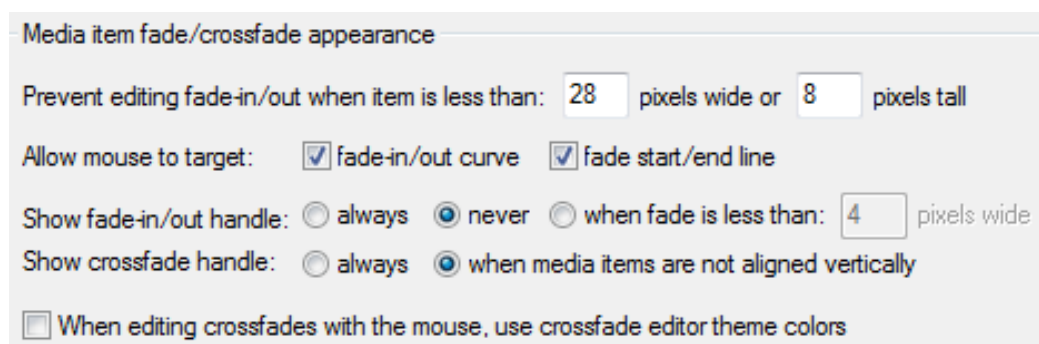 Media item fade/crossfade appearance
Prevent editing fade-in/out when item is less than: 28 pixels wide or 8 pixels tall
Allow mouse to target: fade-in/out curve fade start/end line
Show fade-in/out handle: always never when fade is less than: 4 pixels wide
Show crossfade handle: always when media items are not aligned vertically
When editing crossfades with the mouse, use crossfade editor theme colors